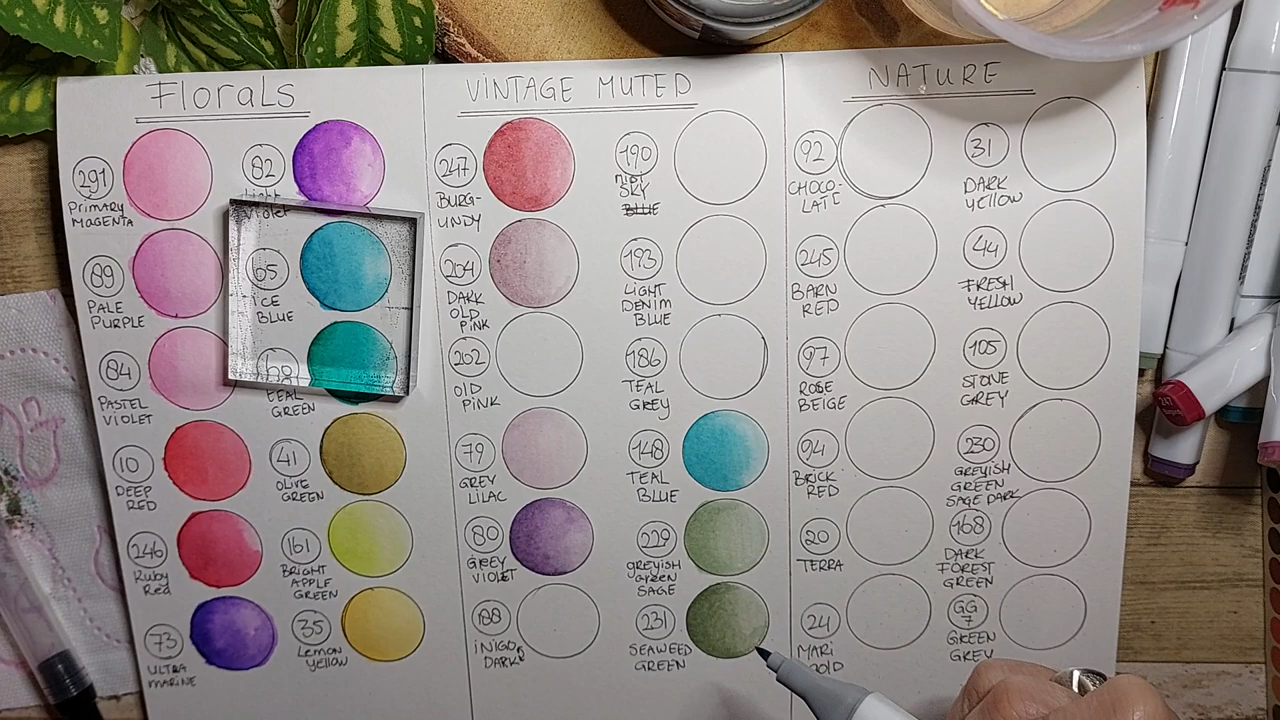 Florals
291
PRIMARY
MAGENTA
89
PALE
PURPLE
84
PASTEL
VIOLET
10
DEEP
RED
246
Ruby
Red
73
ULTRA
MARINE
82
Light
Violet
65
iCE
BLUE
68
TEAL
GREEN
41
OLIVE
GREEN
161
BRIGHT
APPLE
GREEN
35
Lemon
YELLOW
VINTAGE MUTED
247
BURG-
UNDY
204
DARK
OLD
PINK
202
OLD
PINK
79
GREY
LILAC
80
GREY
VIOLET
188
INIGO
DARK
190
SKY
BLUE
193
LIGHT
DENIM
BLUE
186
TEAL
GREY
148
TEAL
BLUE
229
greyish
green
SAGE
231
SEAWEED
GREEN
NATURE
92
CHOCO-
LATE
245
BARN
RED
97
ROSE
BEIGE
94
BRICK
RED
20
TERRA
24
MARI
GOLD
31
DARK
YELLOW
44
FRESH
YELLOW
105
STONE
GREY
230
GREYISH
GREEN
SAGE DARK
168
DARK
FOREST
GREEN
GG
7
GREEN
GREY
247